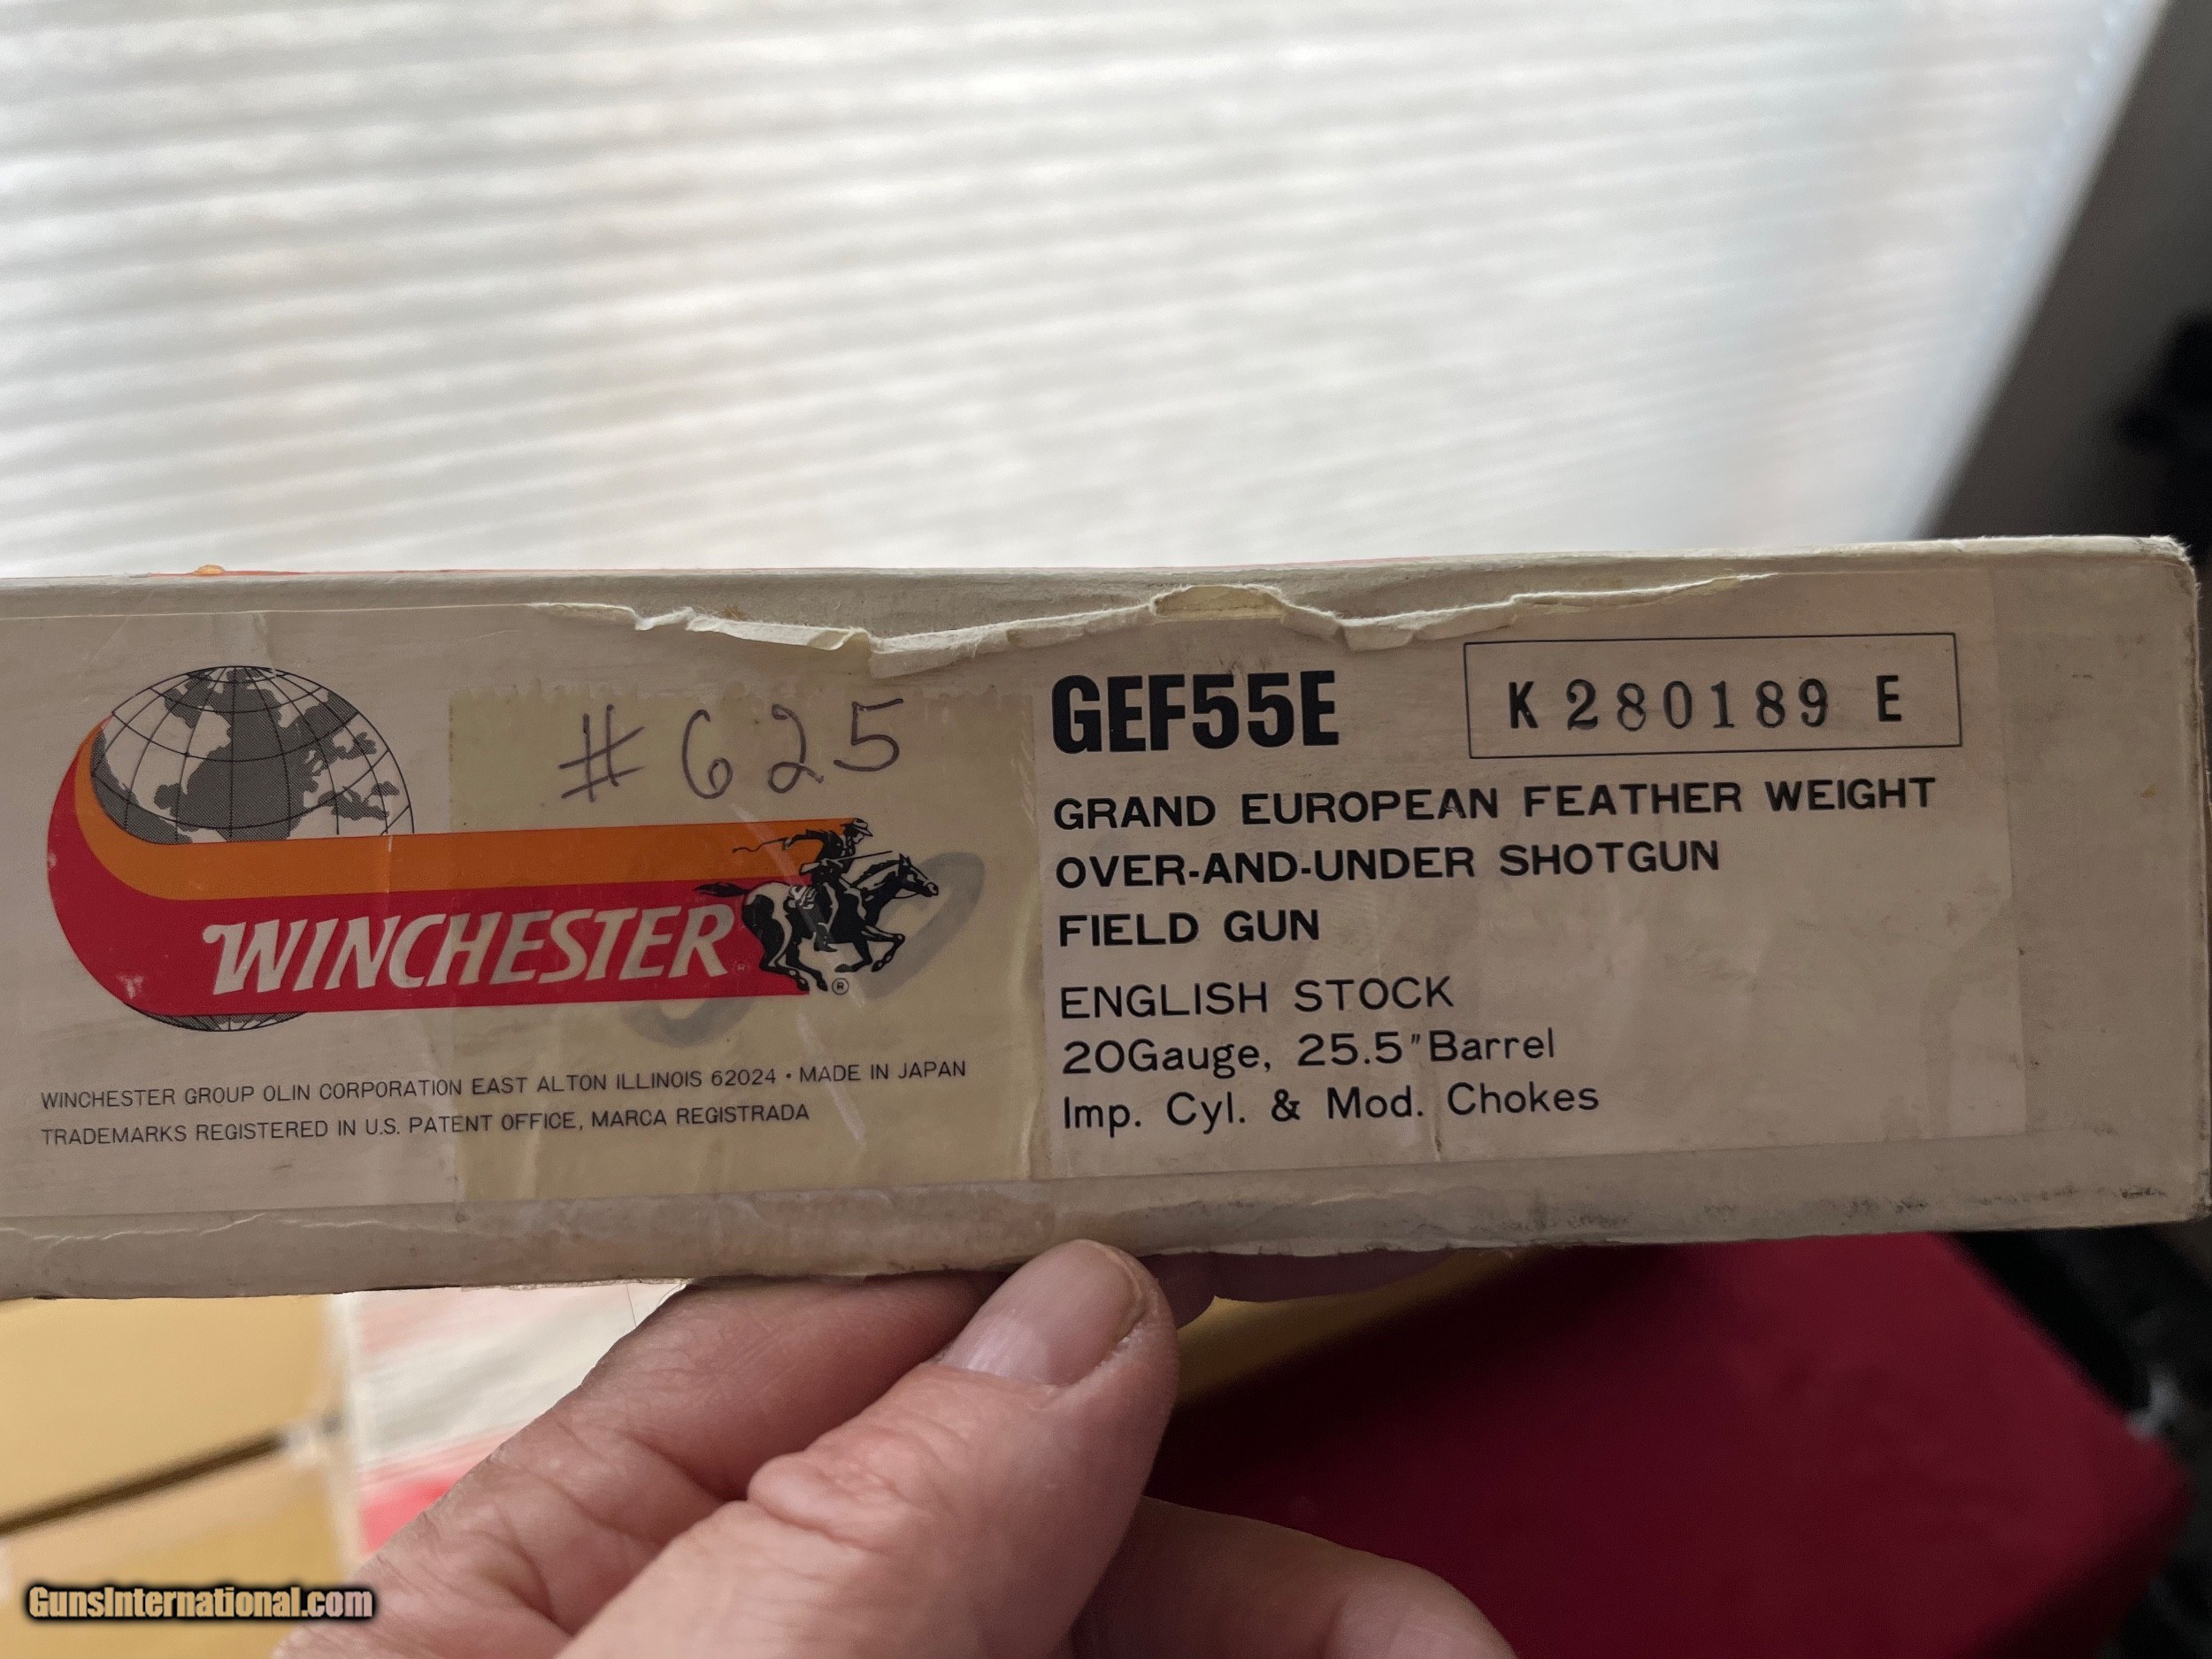 #625
WINCHESTER
®
WINCHESTER GROUP OLIN CORPORATION EAST ALTON ILLINOIS 62024 • MADE IN JAPAN
TRADEMARKS REGISTERED IN U.S. PATENT OFFICE, MARCA REGISTRADA
GEF55E
K280189 E
GRAND EUROPEAN FEATHER WEIGHT
OVER-AND-UNDER SHOTGUN
FIELD GUN
ENGLISH STOCK
20Gauge, 25.5"Barrel
Imp. Cyl. & Mod. Chokes
GunsInternational.com